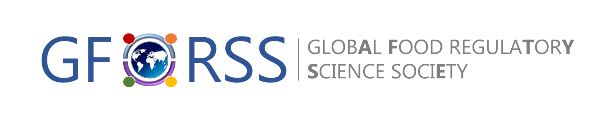 GFORSS
GLOBAL FOOD REGULATORY
SCIENCE SOCIETY